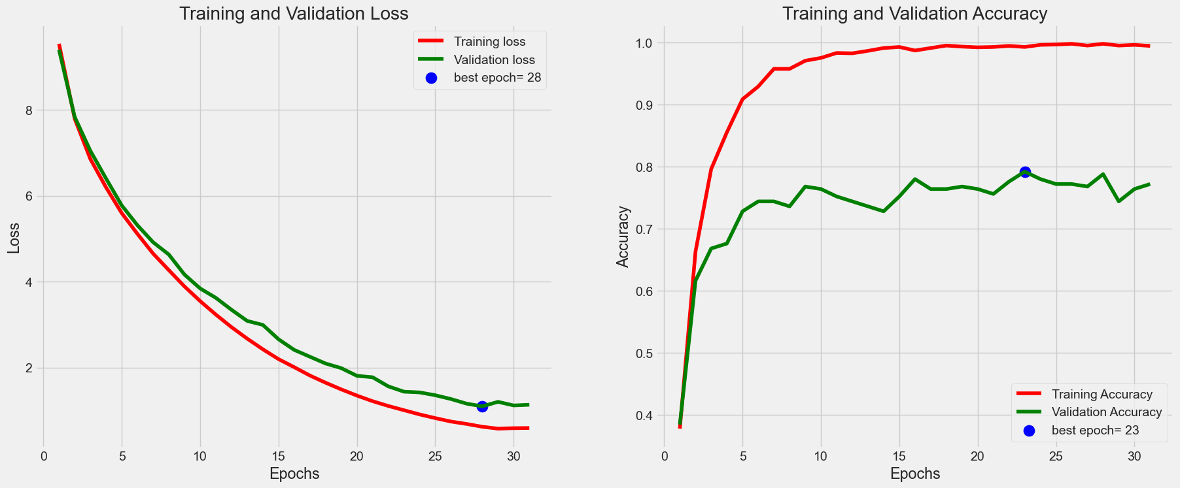 Training and Validation Loss
Training loss
Validation loss
best epoch= 28
8
6
4
2
Loss
0
5
10
15
20
25
30
Epochs
Training and Validation Accuracy
1.0
0.9
0.8
0.7
0.6
0.5
0.4
Accuracy
Training Accuracy
Validation Accuracy
best epoch= 23
0
5
10
15
20
25
30
Epochs